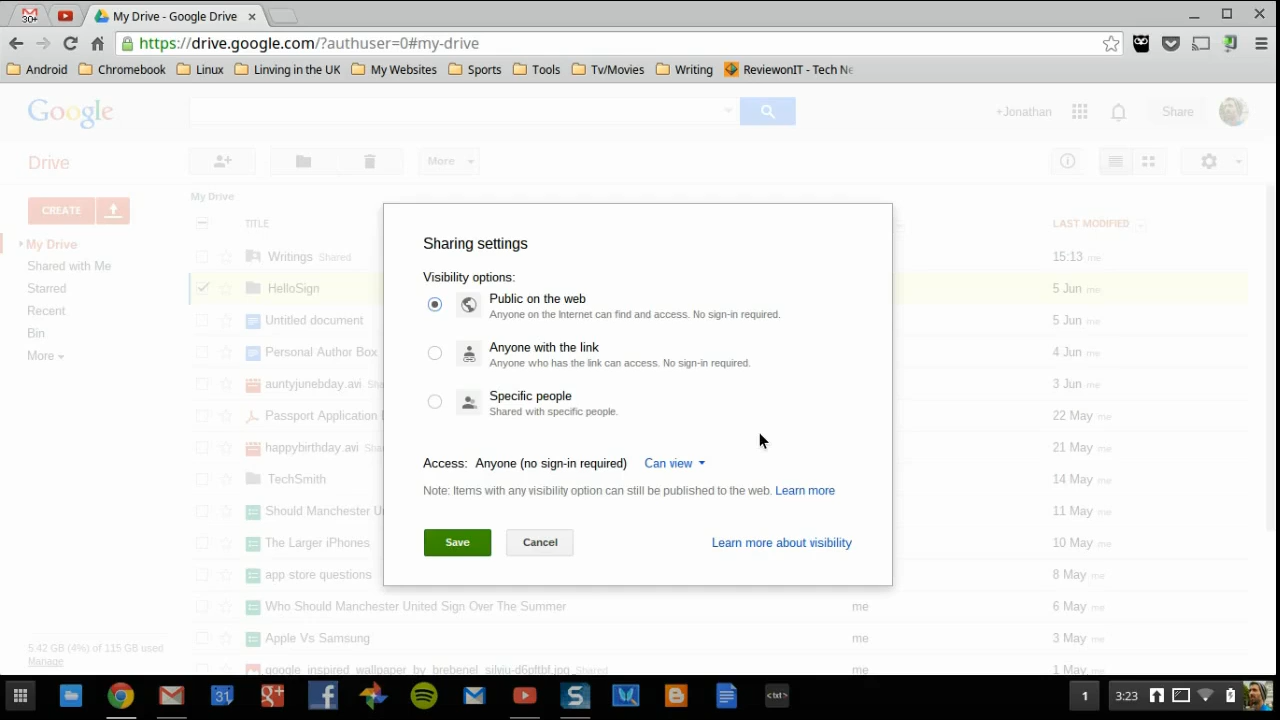 30+
My Drive - Google Drive
https://drive.google.com/?authuser=0#my-drive
Android Chromebook Linux Linving in the UK My Websites Sports Tools Tv/Movies Writing ReviewonIT - Tech Ne
Google
+Jonathan Share
Drive
More
My Drive
CREATE
TITLE LAST MODIFIED
My Drive
Shared with Me
Starred
Recent
Bin
More
Writings Shared 15:13 me
HelloSign 5 Jun me
Untitled document 5 Jun me
Personal Author Box 4 Jun me
auntyjunebday.avi Sha 3 Jun me
Passport Application 22 May me
happybirthday.avi Sha 21 May me
TechSmith 14 May me
Should Manchester U 11 May me
The Larger iPhones 10 May me
app store questions 8 May me
Who Should Manchester United Sign Over The Summer me 6 May me
Apple Vs Samsung me 3 May me
google_inspired_wallpaper_by_brebenel_silviu-d6pftbf.jpg Shared me 1 May me
Sharing settings
Visibility options:
Public on the web
Anyone on the Internet can find and access. No sign-in required.
Anyone with the link
Anyone who has the link can access. No sign-in required.
Specific people
Shared with specific people.
Access: Anyone (no sign-in required) Can view
Note: Items with any visibility option can still be published to the web. Learn more
Save Cancel Learn more about visibility
5.42 GB (4%) of 115 GB used
Manage
31 <txt> 1 3:23